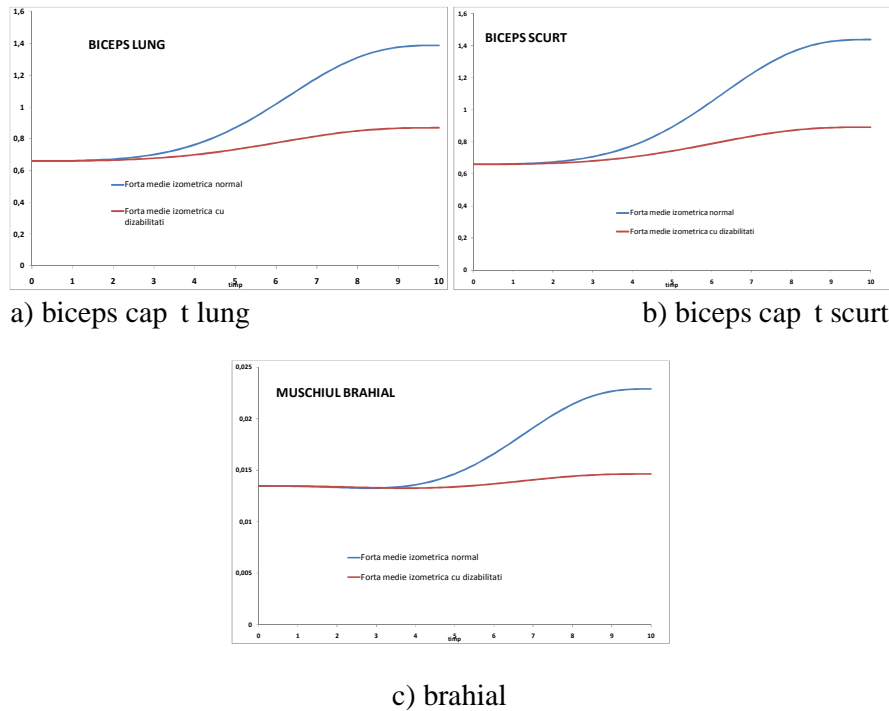 BICEPS LUNG
1,6
1,4
1,2
1
0,8
0,6
0,4
0,2
0
Forta medie izometrica normal
Forta medie izometrica cu
dizabilitati
0 1 2 3 4 5 6 7 8 9 10
timp
a) biceps cap t lung
BICEPS SCURT
1,6
1,4
1,2
1
0,8
0,6
0,4
0,2
0
Forta medie izometrica normal
Forta medie izometrica cu dizabilitati
0 1 2 3 4 5 6 7 8 9 10
timp
b) biceps cap t scurt
MUSCHIUL BRAHIAL
0,025
0,02
0,015
0,01
0,005
0
Forta medie izometrica normal
Forta medie izometrica cu dizabilitati
0 1 2 3 4 5 6 7 8 9 10
timp
c) brahial